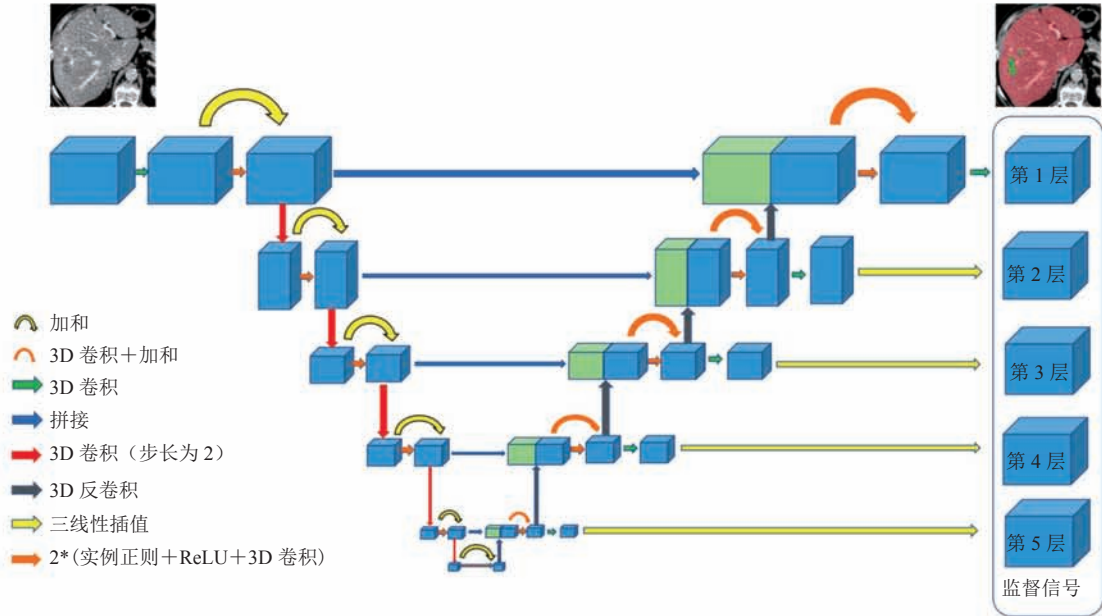 第 1 层
第 2 层
第 3 层
第 4 层
第 5 层
监督信号
加和
3D 卷积+加和
3D 卷积
拼接
3D 卷积（步长为 2）
3D 反卷积
三线性插值
2*(实例正则+ReLU+3D 卷积)